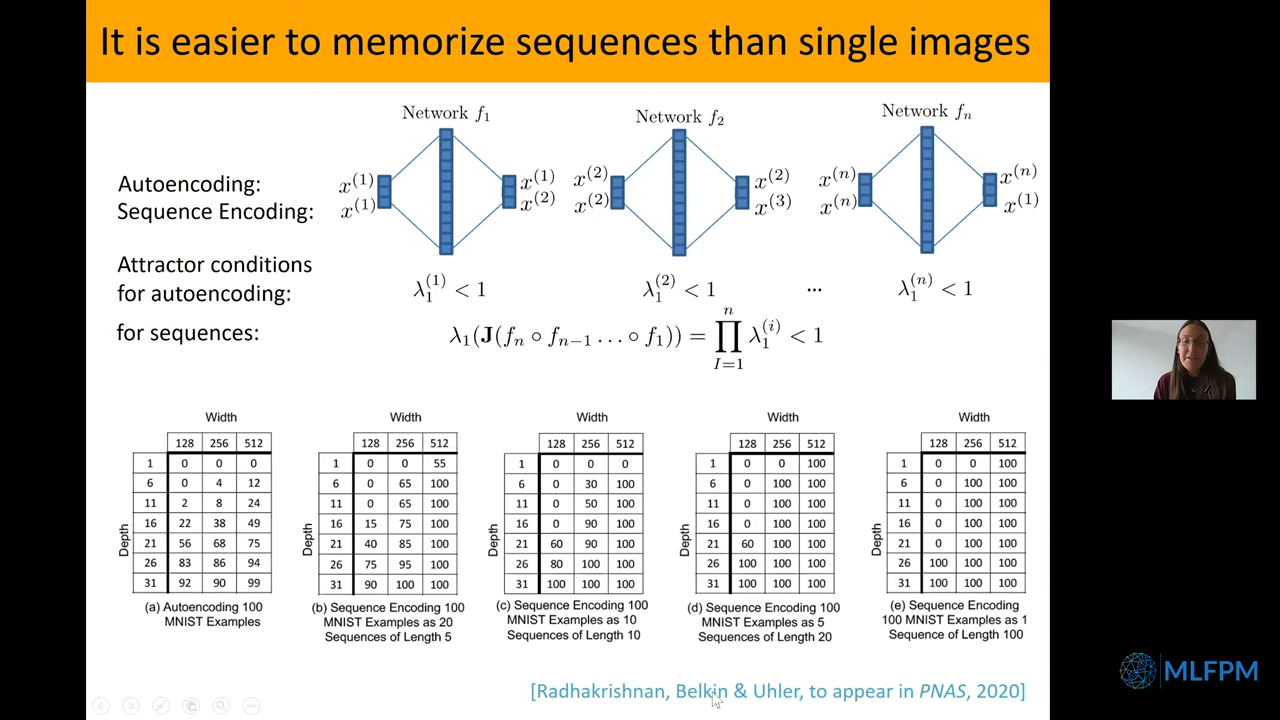 It is easier to memorize sequences than single images
Network f₁
Network f₂
Network fₙ
Autoencoding:
x⁽¹⁾ x⁽¹⁾ x⁽²⁾ x⁽²⁾ x⁽ⁿ⁾ x⁽ⁿ⁾
Sequence Encoding:
x⁽¹⁾ x⁽²⁾ x⁽²⁾ x⁽³⁾ x⁽ⁿ⁾ x⁽¹⁾
Attractor conditions
for autoencoding:
λ₁⁽¹⁾ < 1 λ₁⁽²⁾ < 1 ... λ₁⁽ⁿ⁾ < 1
for sequences:
λ₁(J(fₙ ∘ fₙ₋₁ … ∘ f₁)) = ∏ᴵ⁼¹ⁿ λ₁⁽ⁱ⁾ < 1
Width
128 256 512
Depth
1 0 0 0
6 0 4 12
11 2 8 24
16 22 38 49
21 56 68 75
26 83 86 94
31 92 90 99
(a) Autoencoding 100
MNIST Examples
Width
128 256 512
Depth
1 0 0 55
6 0 65 100
11 0 65 100
16 15 75 100
21 40 85 100
26 75 95 100
31 90 100 100
(b) Sequence Encoding 100
MNIST Examples as 20
Sequences of Length 5
Width
128 256 512
Depth
1 0 0 0
6 0 30 100
11 0 50 100
16 0 90 100
21 60 90 100
26 80 100 100
31 100 100 100
(c) Sequence Encoding 100
MNIST Examples as 10
Sequences of Length 10
Width
128 256 512
Depth
1 0 0 100
6 0 100 100
11 0 100 100
16 0 100 100
21 60 100 100
26 100 100 100
31 100 100 100
(d) Sequence Encoding 100
MNIST Examples as 5
Sequences of Length 20
Width
128 256 512
Depth
1 0 0 100
6 0 100 100
11 0 100 100
16 0 100 100
21 0 100 100
26 100 100 100
31 100 100 100
(e) Sequence Encoding
100 MNIST Examples as 1
Sequence of Length 100
[Radhakrishnan, Belkin & Uhler, to appear in PNAS, 2020]
MLFPM